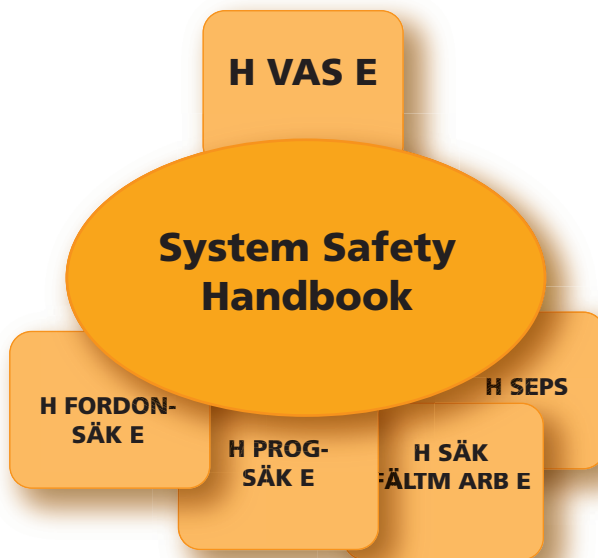 H VAS E
System Safety
Handbook
H SEPS
H FORDON-
SÄK E
H PROG-
SÄK E
H SÄK
FÄLTM ARB E